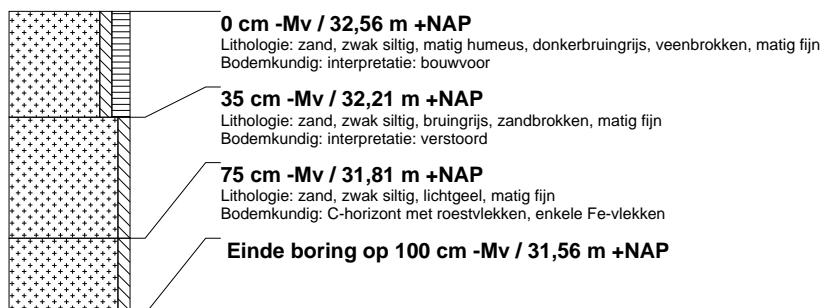 0 cm -Mv / 32,56 m +NAP
Lithologie: zand, zwak siltig, matig humeus, donkerbruingrijs, veenbrokken, matig fijn
Bodemkundig: interpretatie: bouwvoor
35 cm -Mv / 32,21 m +NAP
Lithologie: zand, zwak siltig, bruingrijs, zandbrokken, matig fijn
Bodemkundig: interpretatie: verstoord
75 cm -Mv / 31,81 m +NAP
Lithologie: zand, zwak siltig, lichtgeel, matig fijn
Bodemkundig: C-horizont met roestvlekken, enkele Fe-vlekken
Einde boring op 100 cm -Mv / 31,56 m +NAP